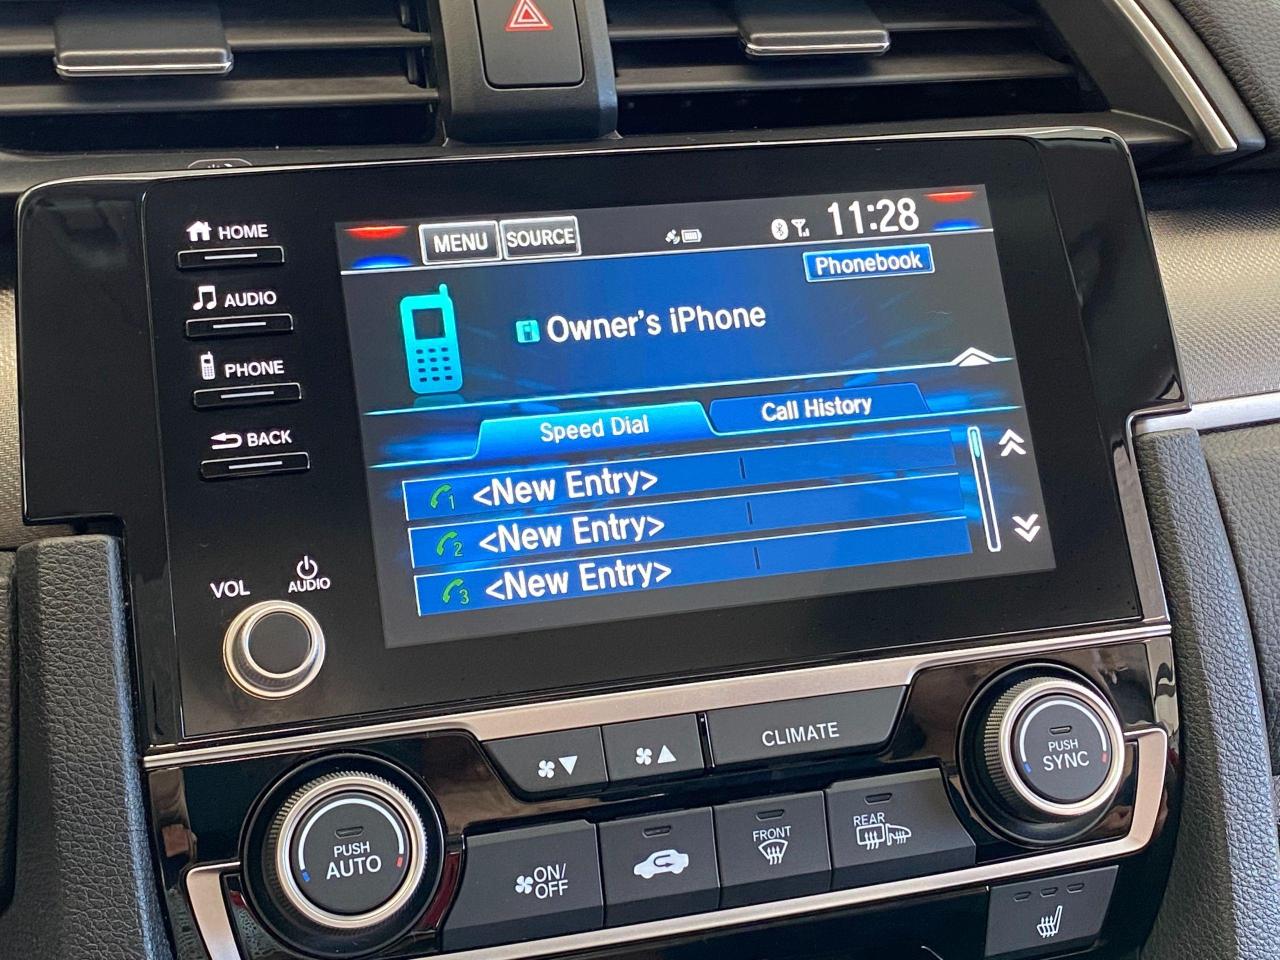 HOME
AUDIO
PHONE
BACK
VOL
AUDIO
MENU
SOURCE
11:28
Phonebook
Owner's iPhone
Speed Dial
Call History
1 <New Entry>
2 <New Entry>
3 <New Entry>
CLIMATE
PUSH
AUTO
PUSH
SYNC
ON/
OFF
FRONT
REAR